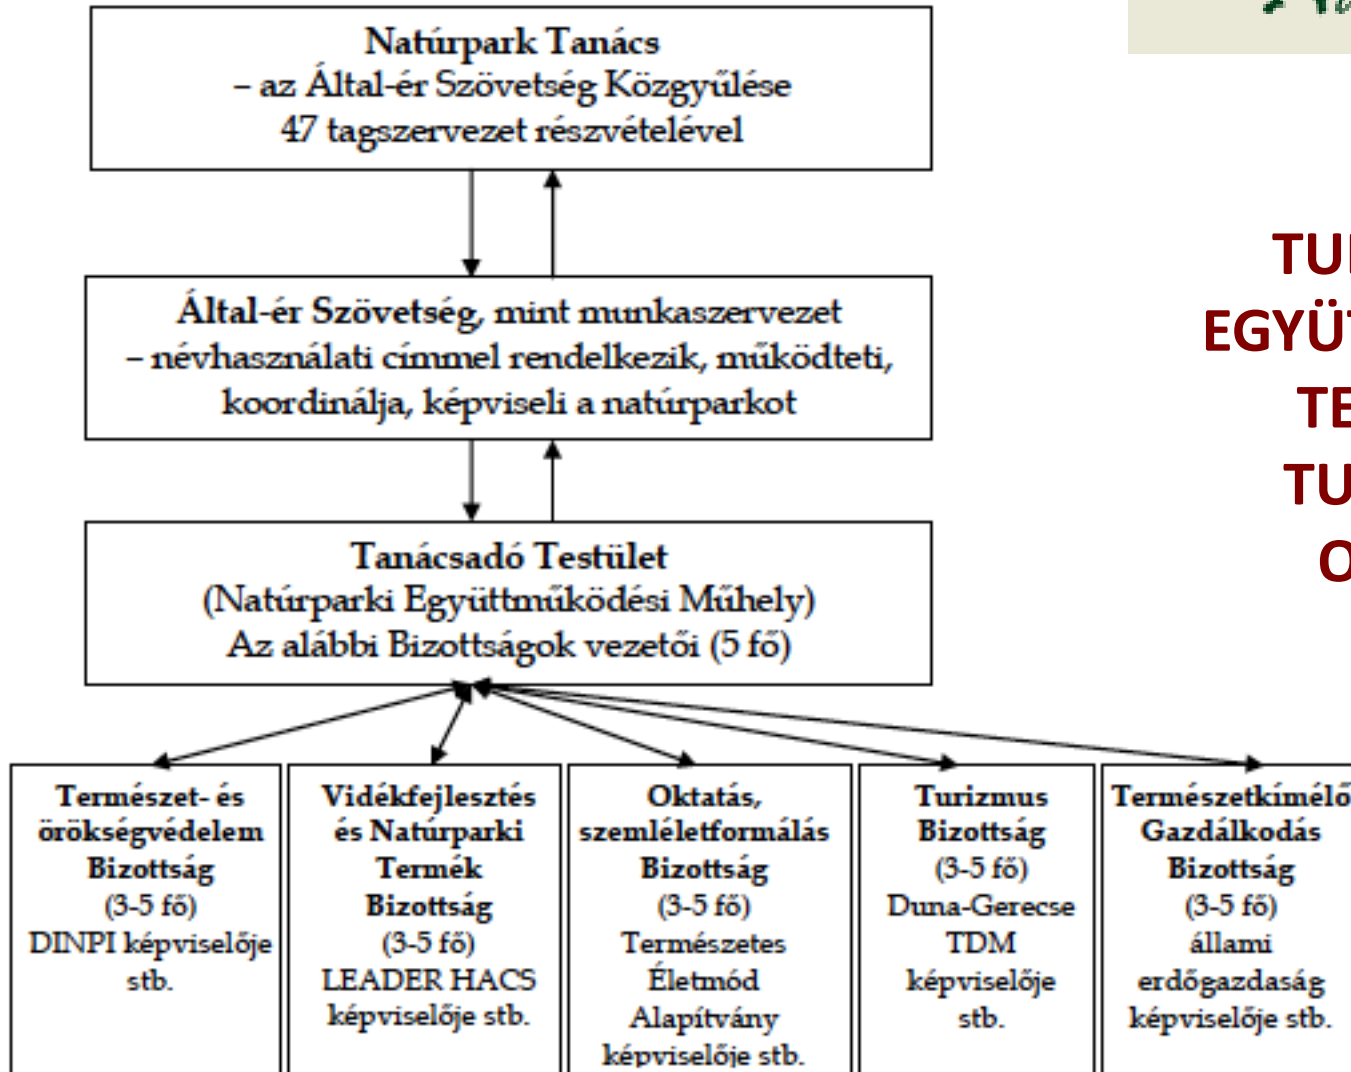 Natúrpark Tanács
– az Által-ér Szövetség Közgyűlése
47 tagszervezet részvételével
Által-ér Szövetség, mint munkaszervezet
– névhasználati címmel rendelkezik, működteti,
koordinálja, képviseli a natúrparkot
Tanácsadó Testület
(Natúrparki Együttműködési Műhely)
Az alábbi Bizottságok vezetői (5 fő)
Természet- és
örökségvédelem
Bizottság
(3-5 fő)
DINPI képviselője
stb.
Vidékfejlesztés
és Natúrparki
Termék
Bizottság
(3-5 fő)
LEADER HACS
képviselője stb.
Oktatás,
szemléletformálás
Bizottság
(3-5 fő)
Természetes
Életmód
Alapítvány
képviselője stb.
Turizmus
Bizottság
(3-5 fő)
Duna-Gerecse
TDM
képviselője
stb.
Természetkímélő
Gazdálkodás
Bizottság
(3-5 fő)
állami
erdőgazdaság
képviselője stb.